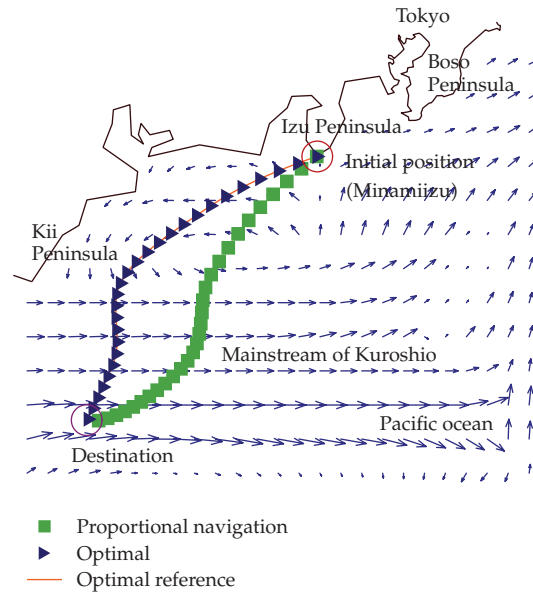 Tokyo
Boso
Peninsula
Izu Peninsula
Initial position
(Minamiizu)
Kii
Peninsula
Mainstream of Kuroshio
Pacific ocean
Destination
Proportional navigation
Optimal
Optimal reference